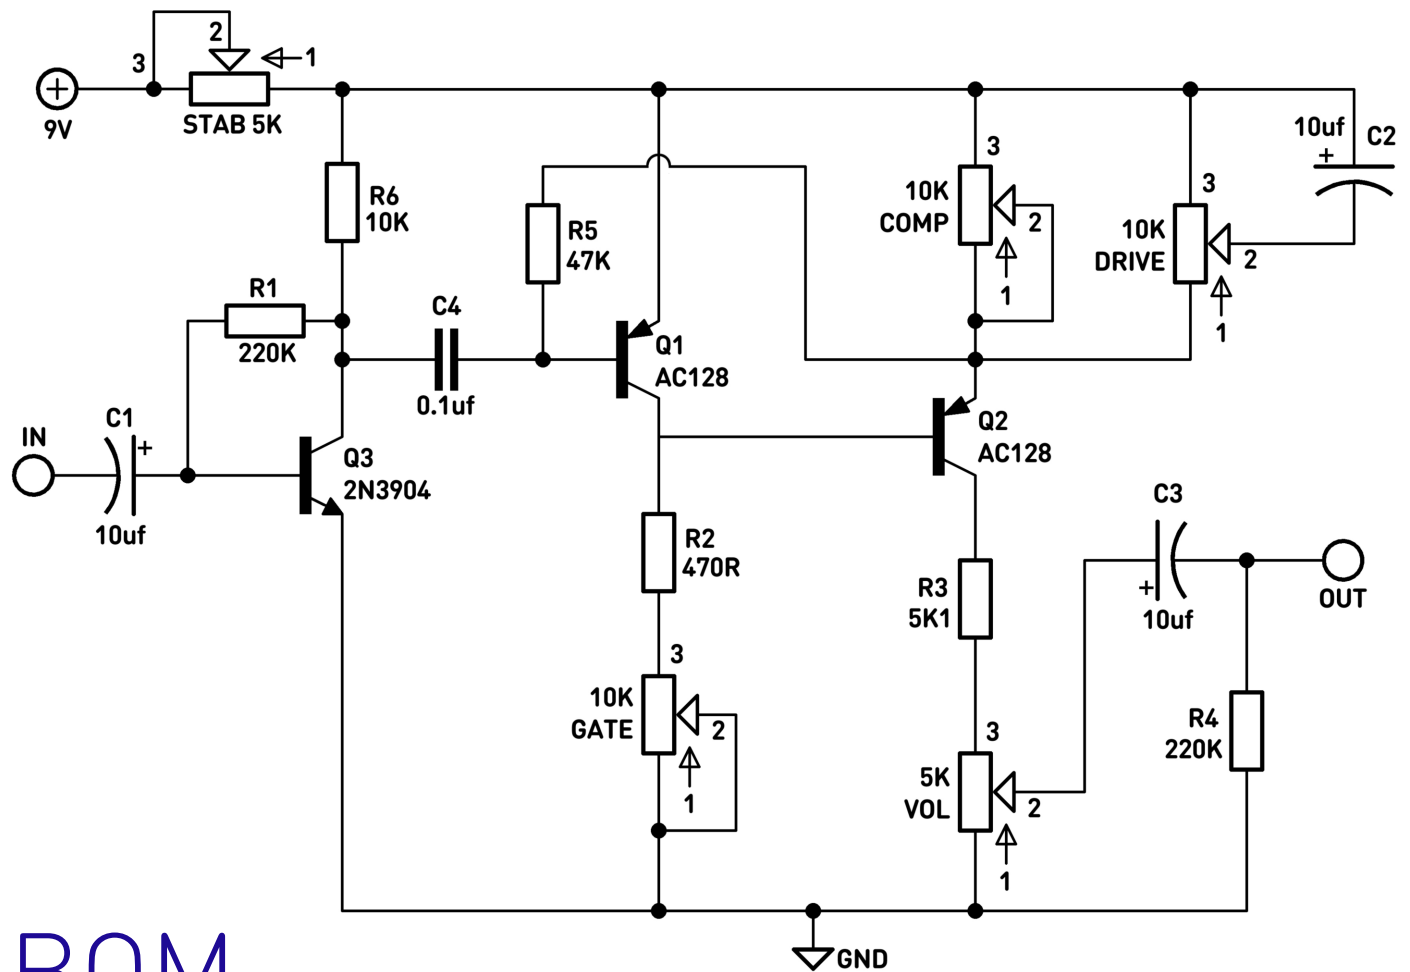 2
3
1
+
9V
STAB 5K
10uf
C2
+
3
3
R6
10K
10K
COMP
2
1
R5
47K
10K
DRIVE
2
1
R1
220K
C4
0.1uf
Q1
AC128
C1
+
10uf
IN
Q3
2N3904
Q2
AC128
C3
+
10uf
R2
470R
R3
5K1
OUT
3
10K
GATE
2
1
3
5K
VOL
2
1
R4
220K
GND
BOM